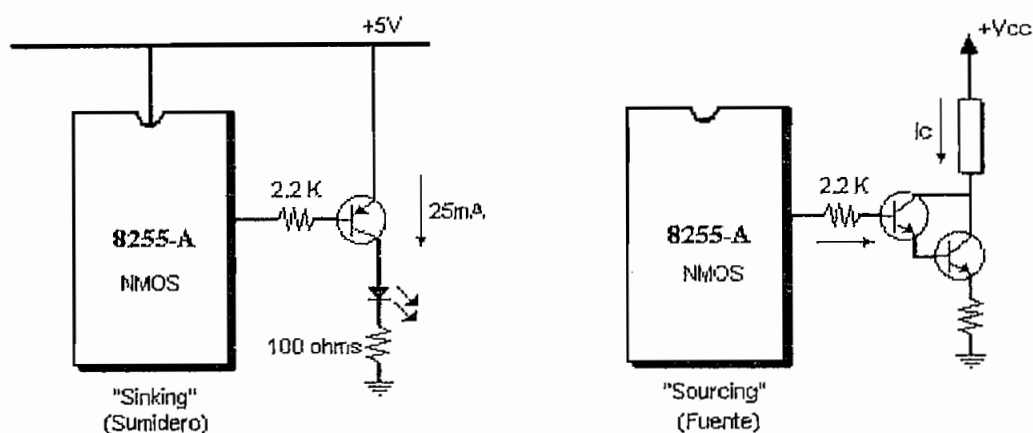 +5V
2.2 K
25mA
8255-A
NMOS
100 ohms
"Sinking"
(Sumidero)
+Vcc
Ic
2.2 K
8255-A
NMOS
"Sourcing"
(Fuente)